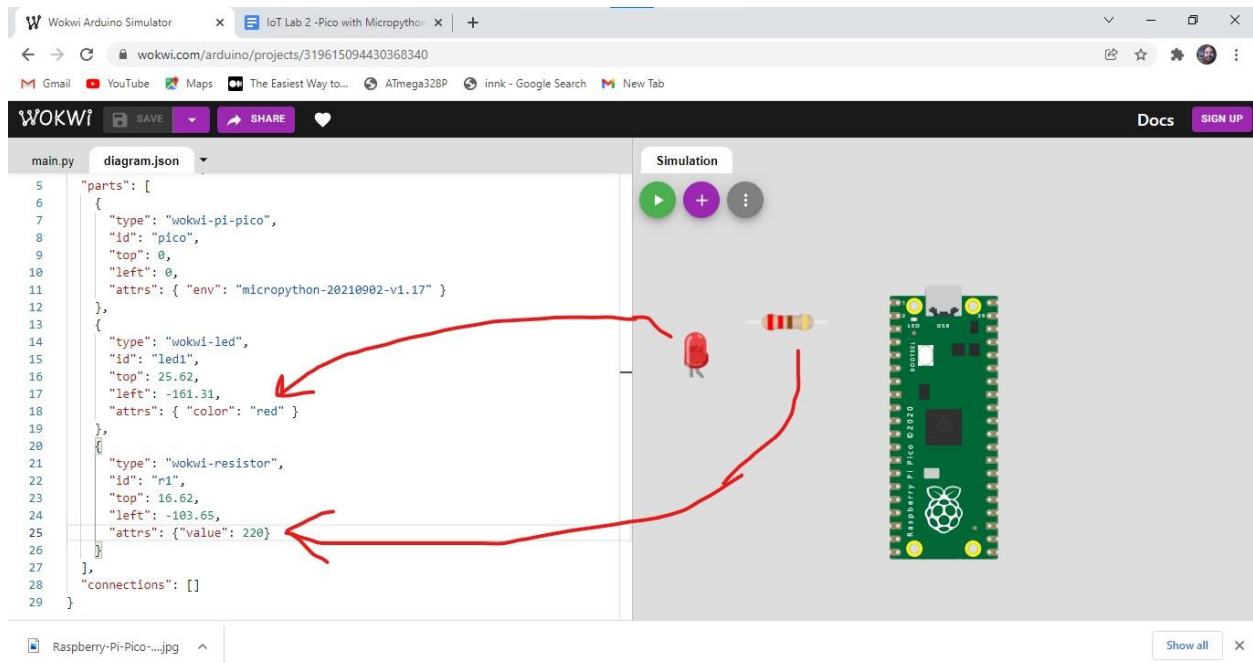 Wokwi Arduino Simulator
IoT Lab 2 -Pico with Micropython
wokwi.com/arduino/projects/319615094430368340
Gmail YouTube Maps The Easiest Way to... ATmega328P innk - Google Search New Tab
WOKWI SAVE SHARE Docs SIGN UP
main.py diagram.json Simulation
5 "parts": [
6 {
7 "type": "wokwi-pi-pico",
8 "id": "pico",
9 "top": 0,
10 "left": 0,
11 "attrs": { "env": "micropython-20210902-v1.17" }
12 },
13 {
14 "type": "wokwi-led",
15 "id": "led1",
16 "top": 25.62,
17 "left": -161.31,
18 "attrs": { "color": "red" }
19 },
20 {
21 "type": "wokwi-resistor",
22 "id": "r1",
23 "top": 16.62,
24 "left": -103.65,
25 "attrs": {"value": 220}
26 }
27 ],
28 "connections": []
29 }
LED USB
BOOTSEL
Raspberry Pi Pico ©2020
Raspberry-Pi-Pico-....jpg Show all